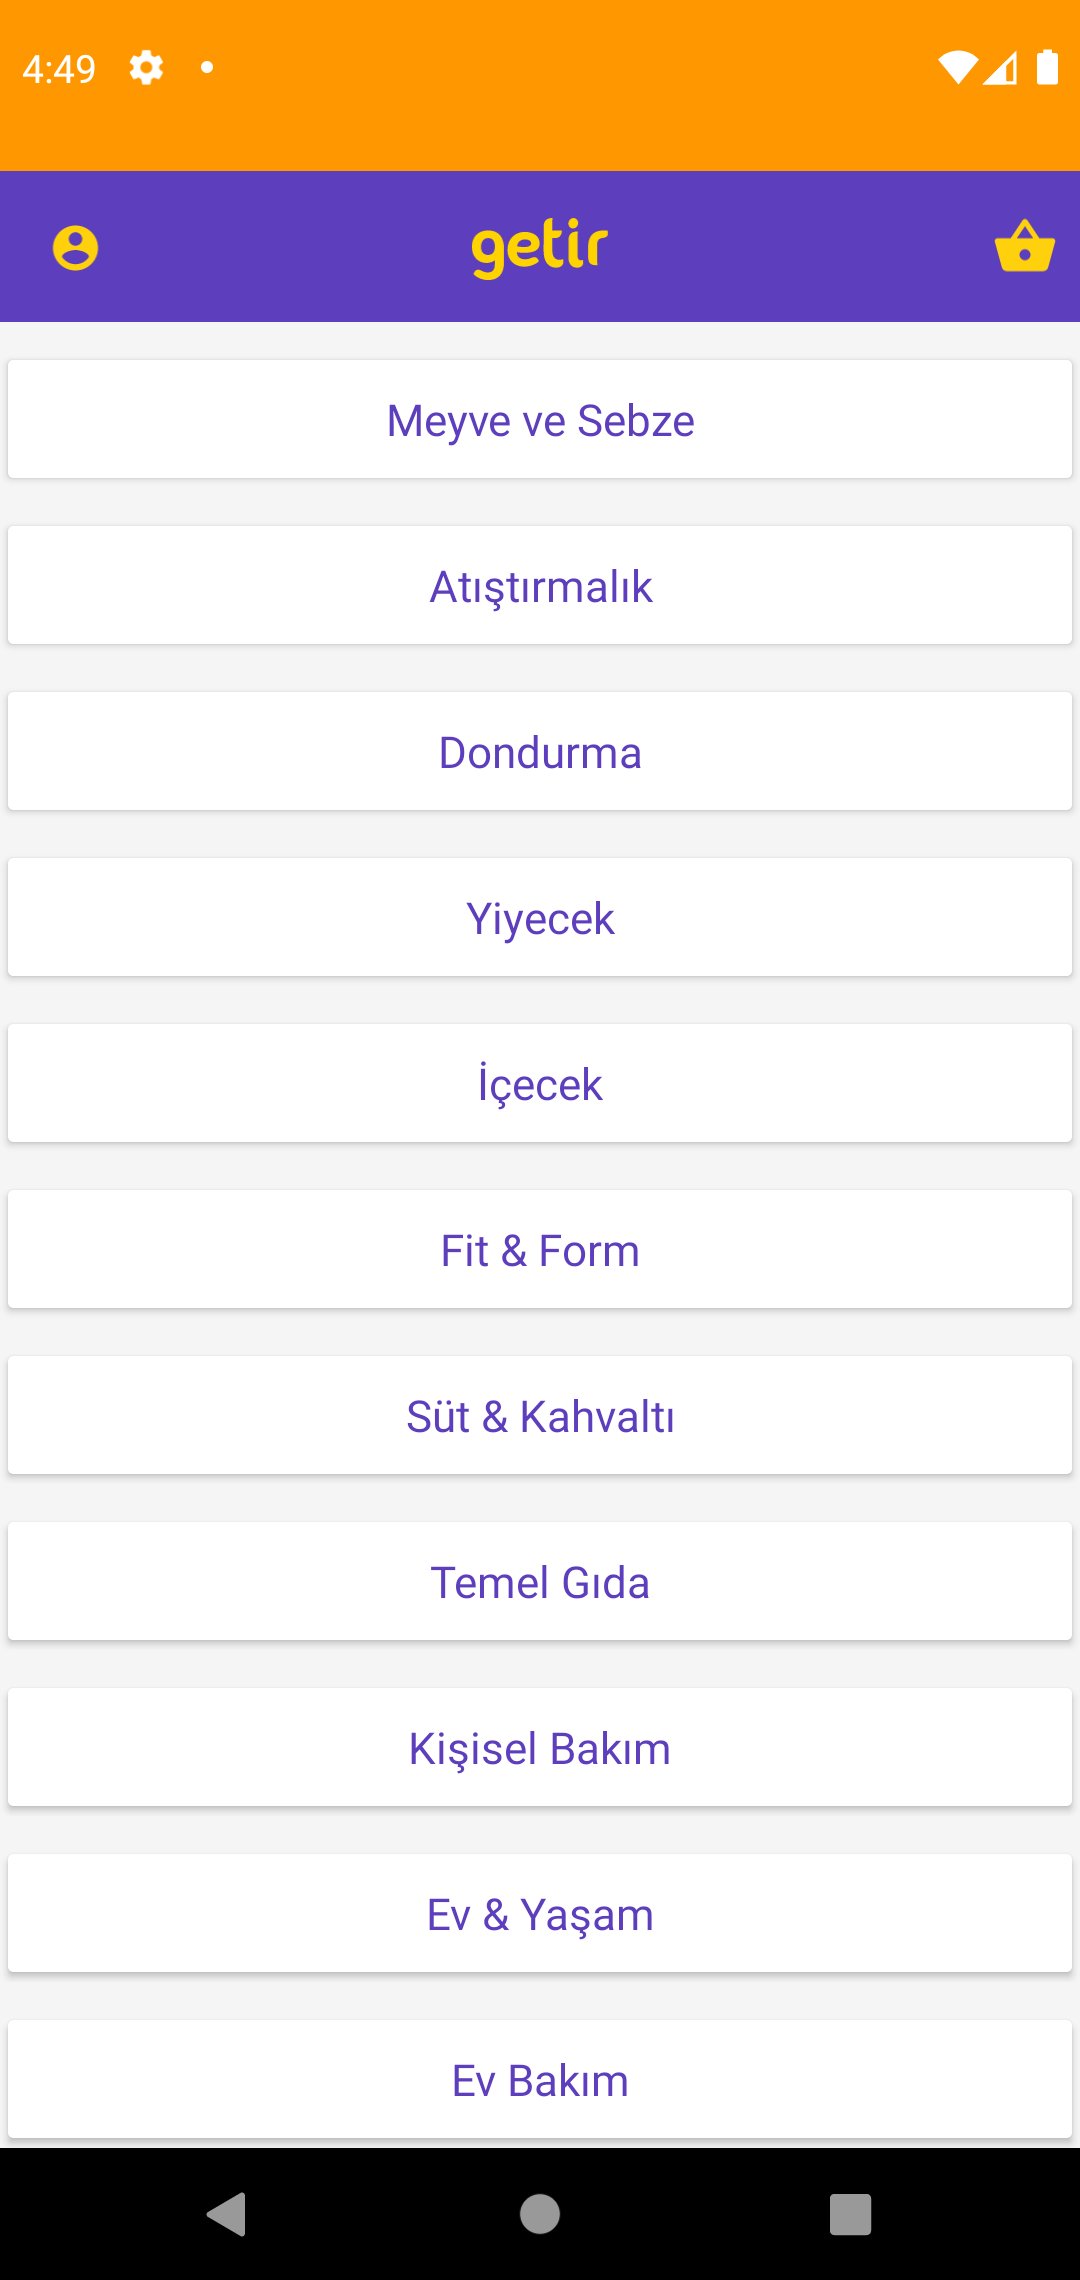 4:49
getir
Meyve ve Sebze
Atıştırmalık
Dondurma
Yiyecek
İçecek
Fit & Form
Süt & Kahvaltı
Temel Gıda
Kişisel Bakım
Ev & Yaşam
Ev Bakım